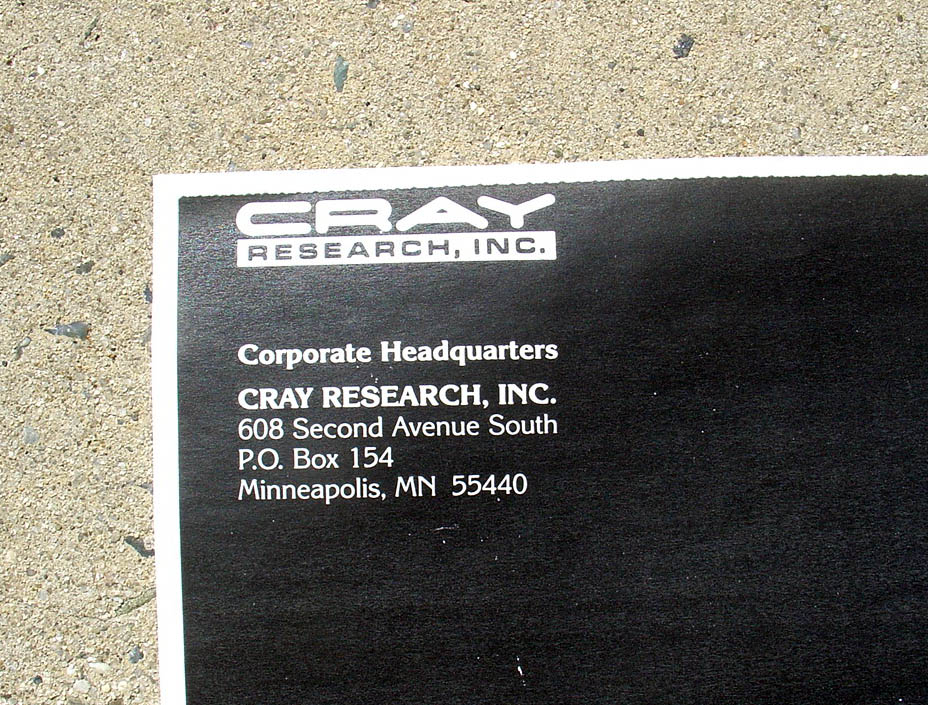 CRAY
RESEARCH, INC.
Corporate Headquarters
CRAY RESEARCH, INC.
608 Second Avenue South
P.O. Box 154
Minneapolis, MN 55440